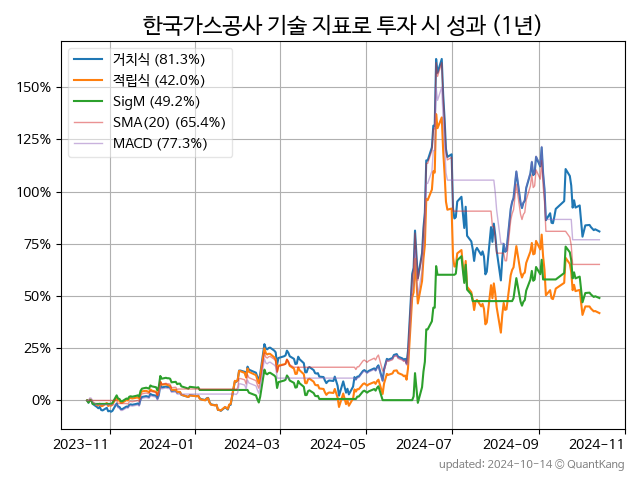 한국가스공사 기술 지표로 투자 시 성과 (1년)
거치식 (81.3%)
적립식 (42.0%)
SigM (49.2%)
SMA(20) (65.4%)
MACD (77.3%)
150%
125%
100%
75%
50%
25%
0%
2023-11 2024-01 2024-03 2024-05 2024-07 2024-09 2024-11
updated: 2024-10-14 © QuantKang